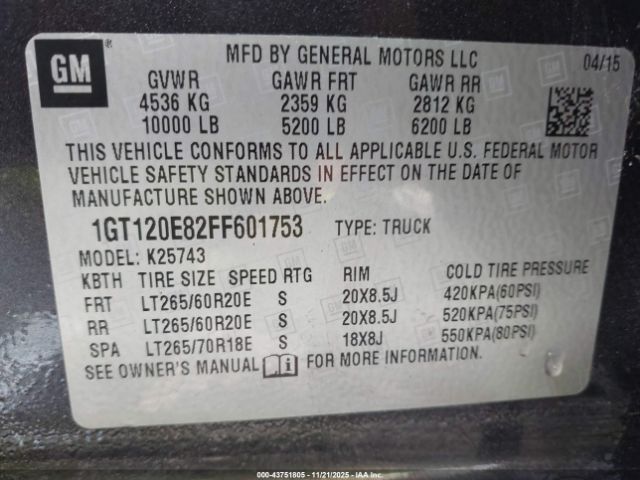 GM
MFD BY GENERAL MOTORS LLC
04/15
GVWR GAWR FRT GAWR RR
4536 KG 2359 KG 2812 KG
10000 LB 5200 LB 6200 LB
THIS VEHICLE CONFORMS TO ALL APPLICABLE U.S. FEDERAL MOTOR
VEHICLE SAFETY STANDARDS IN EFFECT ON THE DATE OF
MANUFACTURE SHOWN ABOVE.
1GT120E82FF601753 TYPE: TRUCK
MODEL: K25743
KBTH TIRE SIZE SPEED RTG RIM COLD TIRE PRESSURE
FRT LT265/60R20E S 20X8.5J 420KPA(60PSI)
RR LT265/60R20E S 20X8.5J 520KPA(75PSI)
SPA LT265/70R18E S 18X8J 550KPA(80PSI)
SEE OWNER'S MANUAL i FOR MORE INFORMATION.
000-43751805 - 11/21/2025 - copart.com